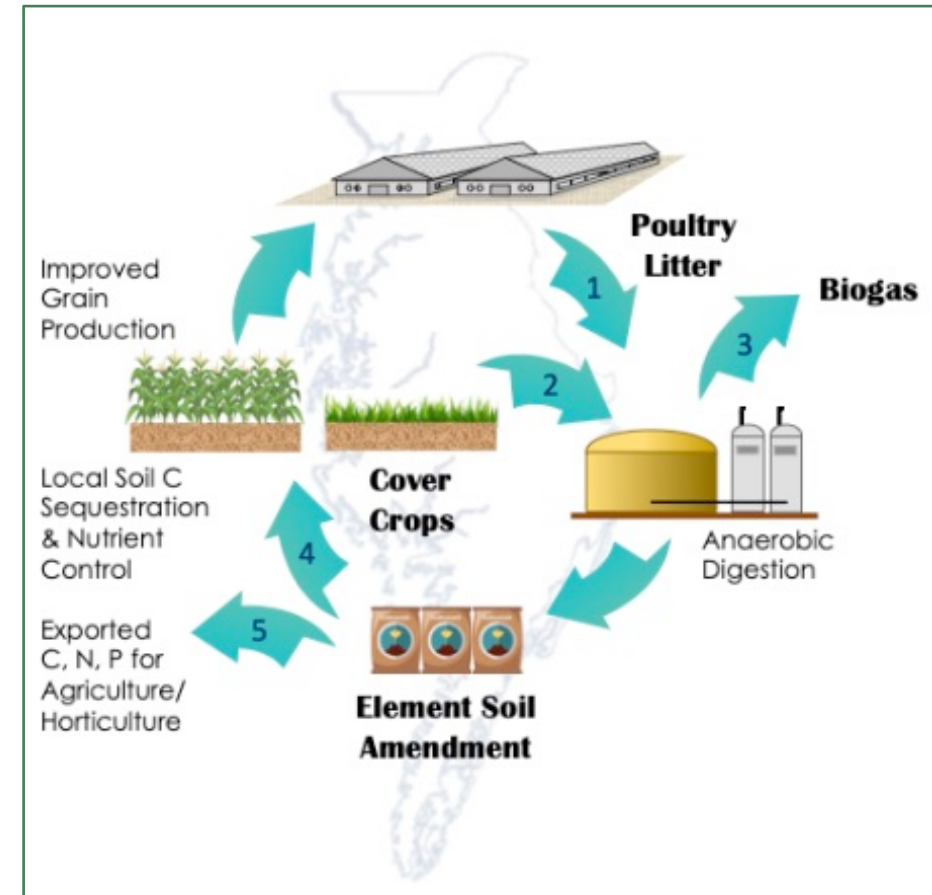 Poultry
Litter
1
Biogas
3
Improved
Grain
Production
2
Cover
Crops
Local Soil C
Sequestration
& Nutrient
Control
4
Anaerobic
Digestion
Exported
C, N, P for
Agriculture/
Horticulture
5
Element Soil
Amendment